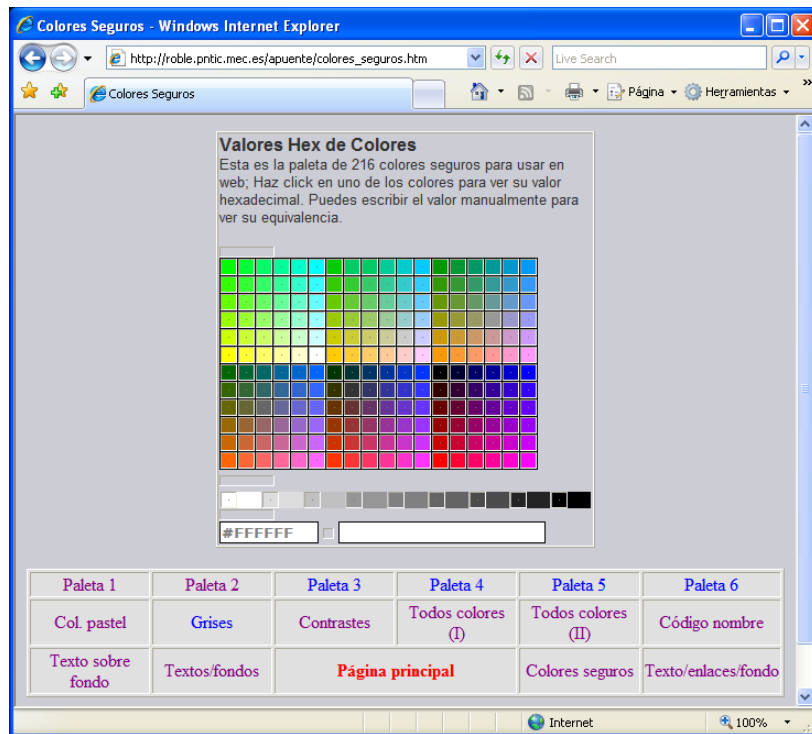 Colores Seguros - Windows Internet Explorer
http://roble.pntic.mec.es/apuente/colores_seguros.htm
Live Search
Colores Seguros
Página
Herramientas
»
Valores Hex de Colores
Esta es la paleta de 216 colores seguros para usar en
web; Haz click en uno de los colores para ver su valor
hexadecimal. Puedes escribir el valor manualmente para
ver su equivalencia.
#FFFFFF
Paleta 1
Paleta 2
Paleta 3
Paleta 4
Paleta 5
Paleta 6
Col. pastel
Grises
Contrastes
Todos colores
(I)
Todos colores
(II)
Código nombre
Texto sobre
fondo
Textos/fondos
Página principal
Colores seguros
Texto/enlaces/fondo
Internet
100%